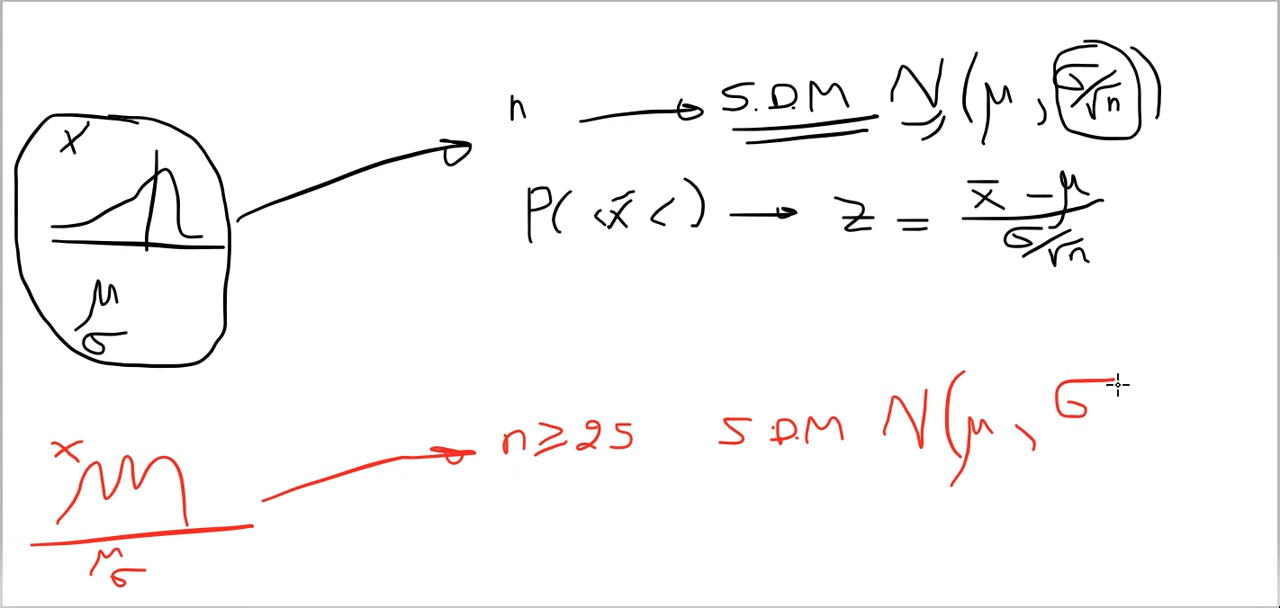 X
μ
σ
n → S.D.M N(μ, σ/√n)
P( < x̄ < ) → Z = (x̄ - μ)/(σ/√n)
x
μ
σ
n ≥ 25 S.D.M N(μ, σ